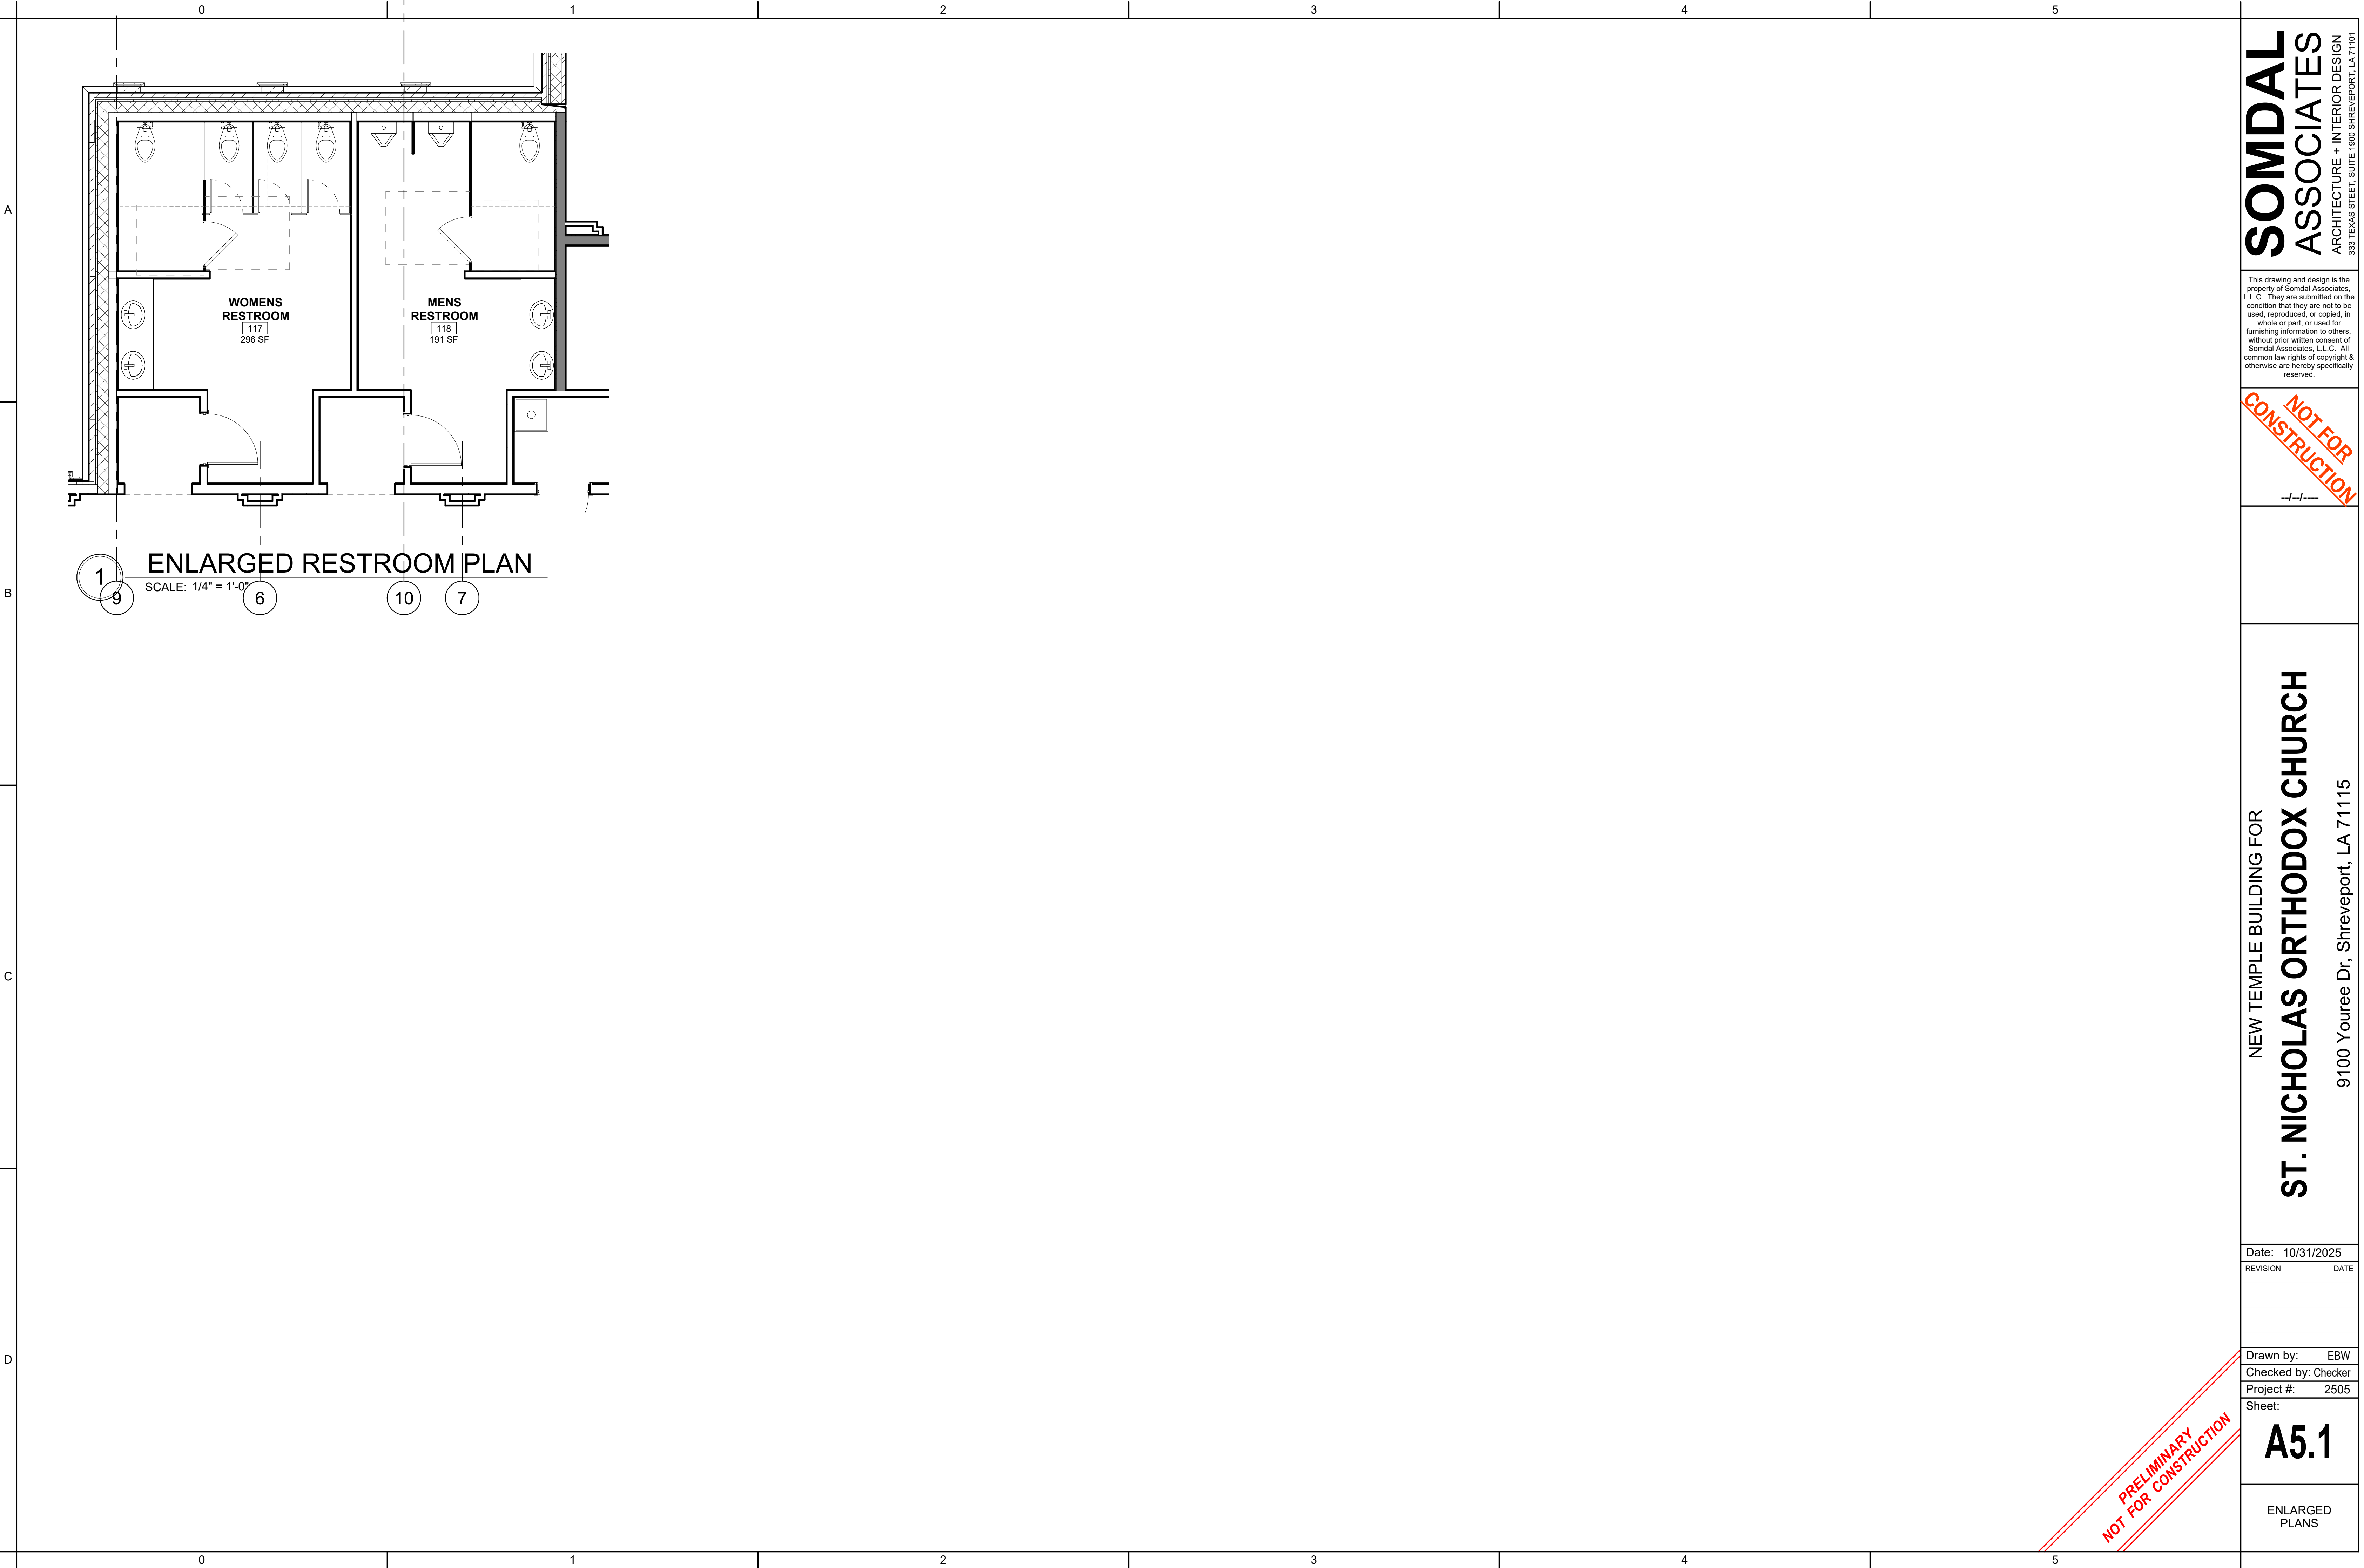 0 1 2 3 4 5
A
B
C
D
WOMENS
RESTROOM
117
296 SF
MENS
RESTROOM
118
191 SF
1
ENLARGED RESTROOM PLAN
SCALE: 1/4" = 1'-0"
9 6 10 7
SOMDAL
ASSOCIATES
ARCHITECTURE + INTERIOR DESIGN
333 TEXAS STEET, SUITE 1900 SHREVEPORT, LA 71101
This drawing and design is the
property of Somdal Associates,
L.L.C. They are submitted on the
condition that they are not to be
used, reproduced, or copied, in
whole or part, or used for
furnishing information to others,
without prior written consent of
Somdal Associates, L.L.C. All
common law rights of copyright &
otherwise are hereby specifically
reserved.
NOT FOR
CONSTRUCTION
--/--/----
NEW TEMPLE BUILDING FOR
ST. NICHOLAS ORTHODOX CHURCH
9100 Youree Dr, Shreveport, LA 71115
Date: 10/31/2025
REVISION DATE
Drawn by: EBW
Checked by: Checker
Project #: 2505
Sheet:
A5.1
ENLARGED
PLANS
PRELIMINARY
NOT FOR CONSTRUCTION
0 1 2 3 4 5